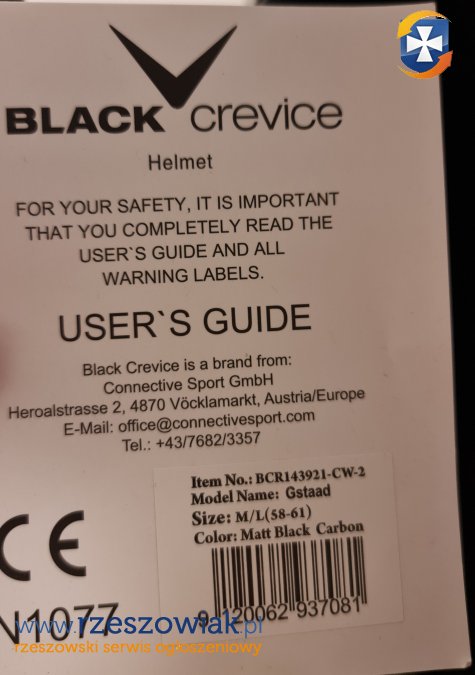 BLACK crevice
Helmet
FOR YOUR SAFETY, IT IS IMPORTANT
THAT YOU COMPLETELY READ THE
USER`S GUIDE AND ALL
WARNING LABELS.
USER`S GUIDE
Black Crevice is a brand from:
Connective Sport GmbH
Heroalstrasse 2, 4870 Vöcklamarkt, Austria/Europe
E-Mail: office@connectivesport.com
Tel.: +43/7682/3357
Item No.: BCR143921-CW-2
Model Name: Gstaad
Size: M/L(58-61)
Color: Matt Black Carbon
9 120062 937081
CE
N1077
www.rzeszowiak.pl
rzeszowski serwis ogłoszeniowy